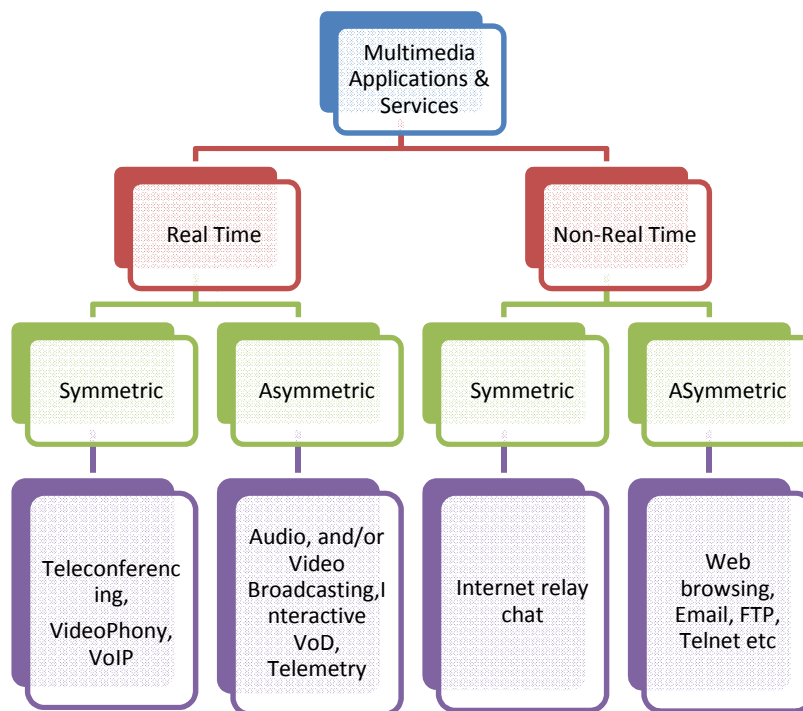 Multimedia
Applications &
Services
Real Time
Non-Real Time
Symmetric
Asymmetric
Symmetric
ASymmetric
Teleconferenc
ing,
VideoPhony,
VoIP
Audio, and/or
Video
Broadcasting,I
nteractive
VoD,
Telemetry
Internet relay
chat
Web
browsing,
Email, FTP,
Telnet etc